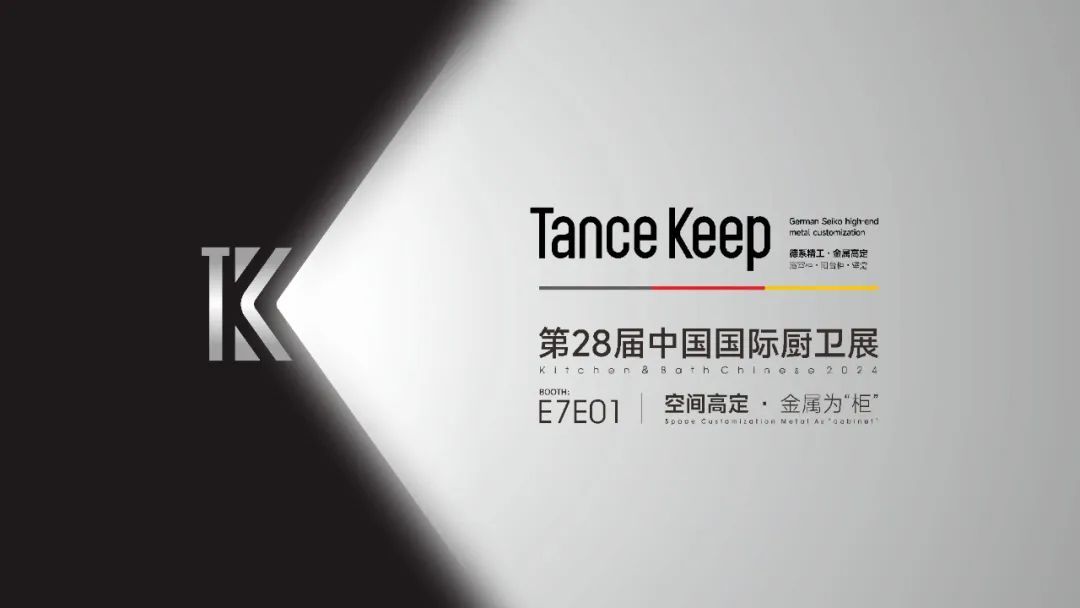 TK
Tance Keep
German Seiko high-end
metal customization
德系精工·金属高定
第28届中国国际厨卫展
Kitchen & Bath Chinese 2024
BOOTH:
E7E01
空间高定 · 金属为“柜”
Space Customization Metal As "cabinet"